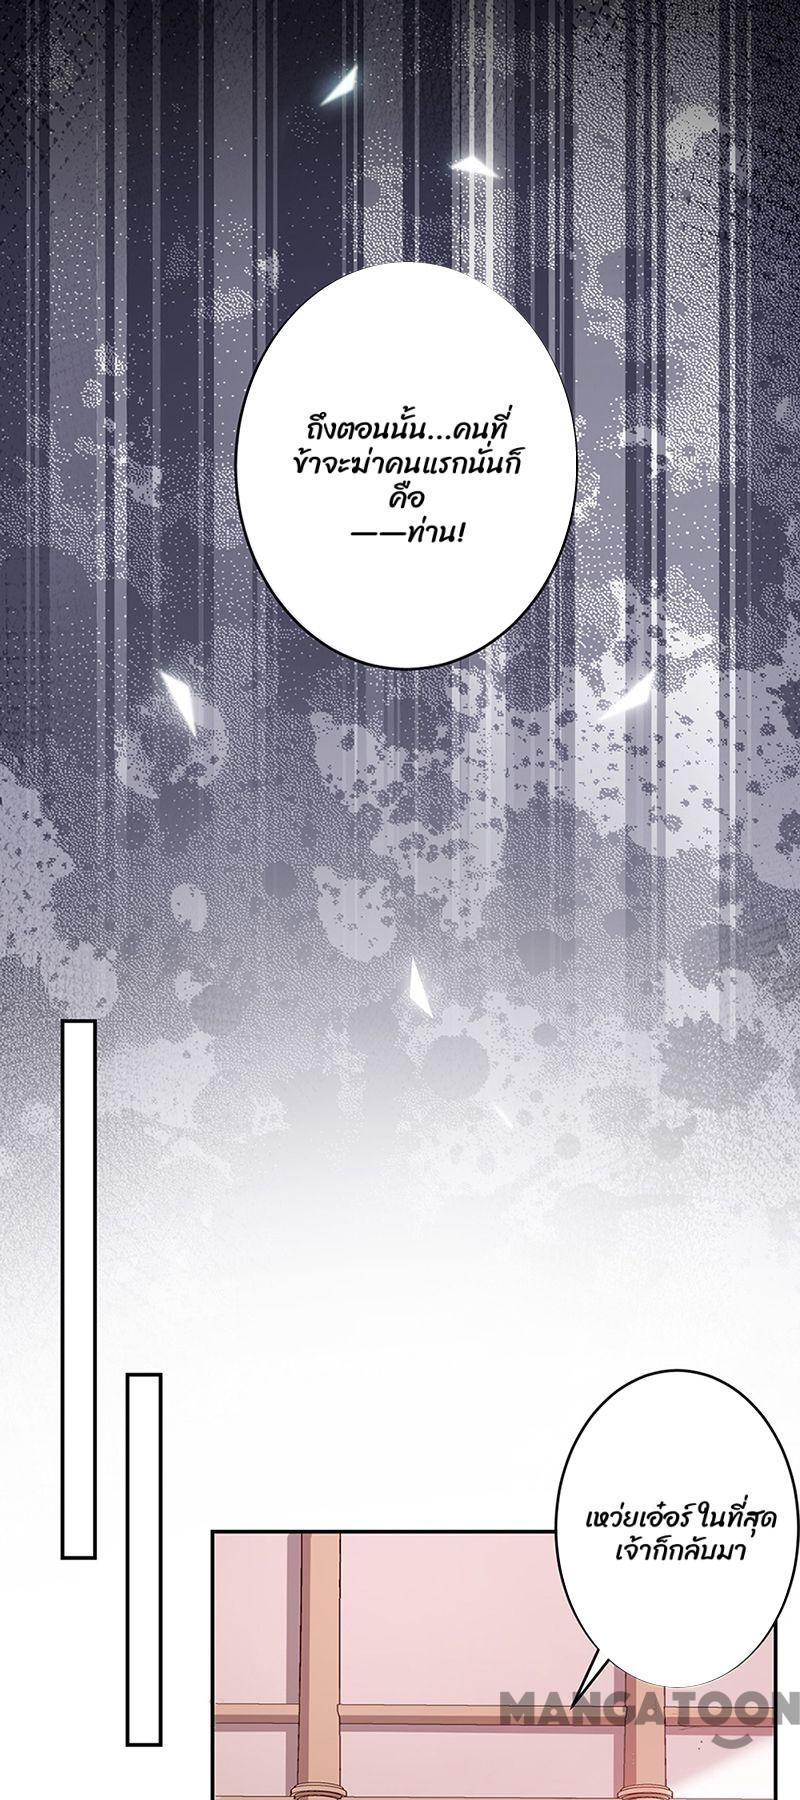 ถึงตอนนั้น...คนที่
ข้าจะฆ่าคนแรกนั่นก็
คือ
——ท่าน!
เหว่ยเอ๋อร์ ในที่สุด
เจ้าก็กลับมา
MANGATOON